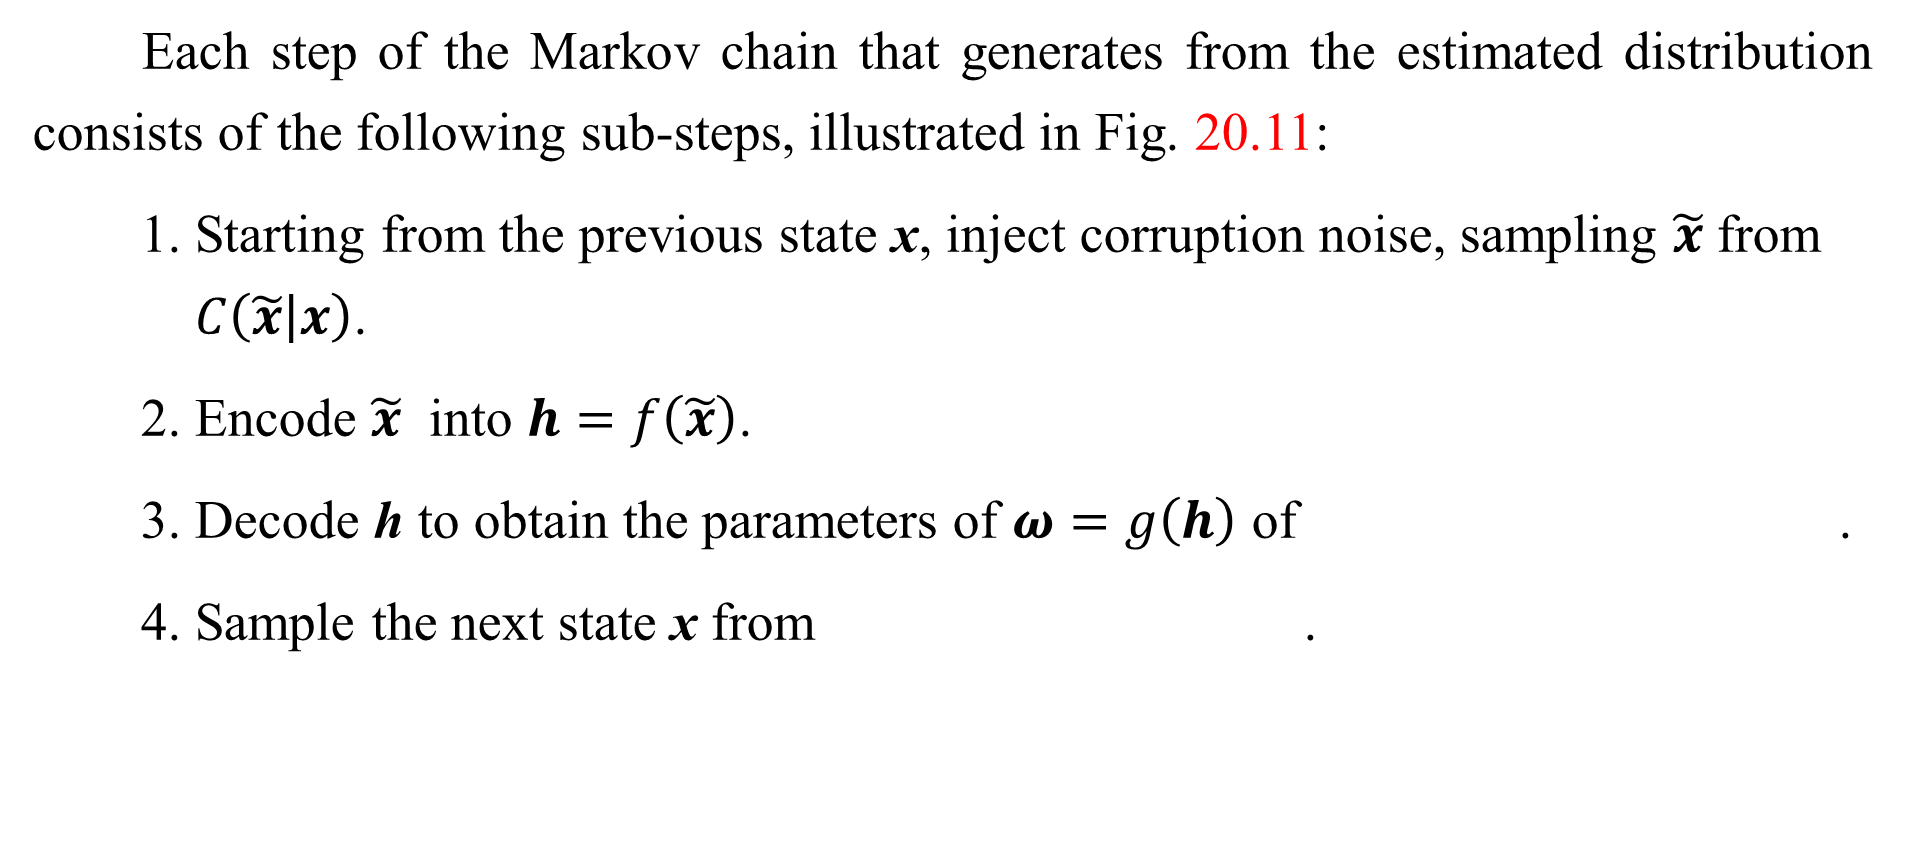 Each step of the Markov chain that generates from the estimated distribution
consists of the following sub-steps, illustrated in Fig. 20.11:
1. Starting from the previous state 𝒙, inject corruption noise, sampling 𝒙̃ from
C(𝒙̃|𝒙).
2. Encode 𝒙̃ into 𝒉 = f(𝒙̃).
3. Decode 𝒉 to obtain the parameters of 𝝎 = g(𝒉) of .
4. Sample the next state 𝒙 from .